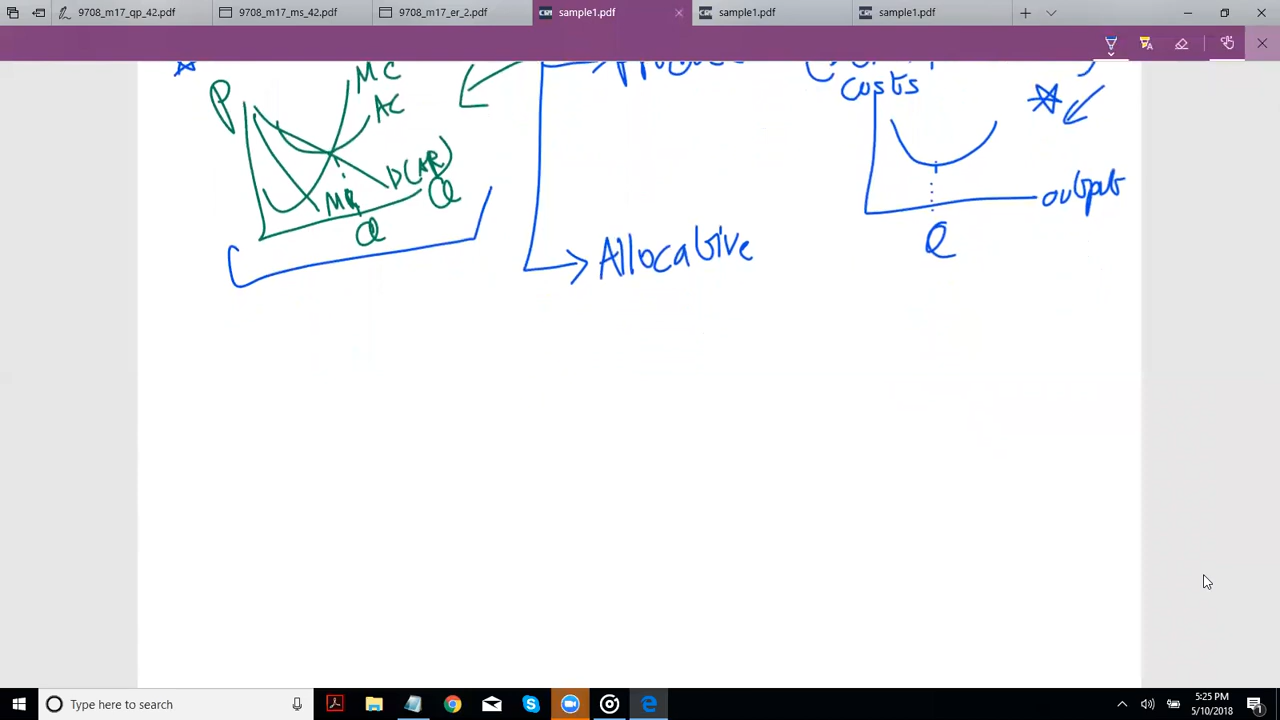 9708_m17_qp_42.pdf
9708_m17_ms_42.pdf
9708_m17_er_2.pdf
sample1.pdf
sample1.pdf
sample1.pdf
P
MC
AC
D(AR)
MR
Q
Q
costs
output
Q
Allocative
Type here to search
5:25 PM
5/10/2018